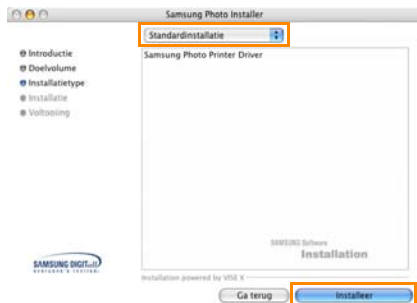 Samsung Photo Installer
Standardinstallatie
Introductie
Doelvolume
Installatietype
Installatie
Voltooiing
Samsung Photo Printer Driver
SAMSUNG Software
Installation
SAMSUNG DIGITall
Installation powered by VISE X
Ga terug
Installeer